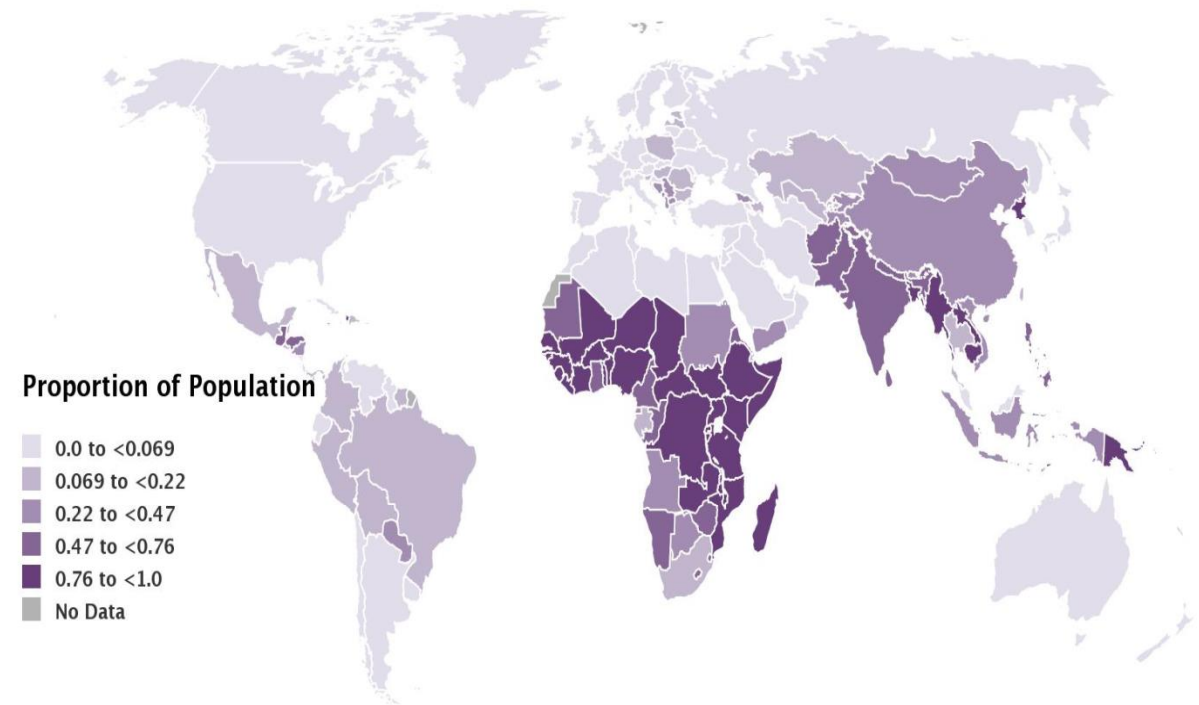 Proportion of Population
0.0 to <0.069
0.069 to <0.22
0.22 to <0.47
0.47 to <0.76
0.76 to <1.0
No Data